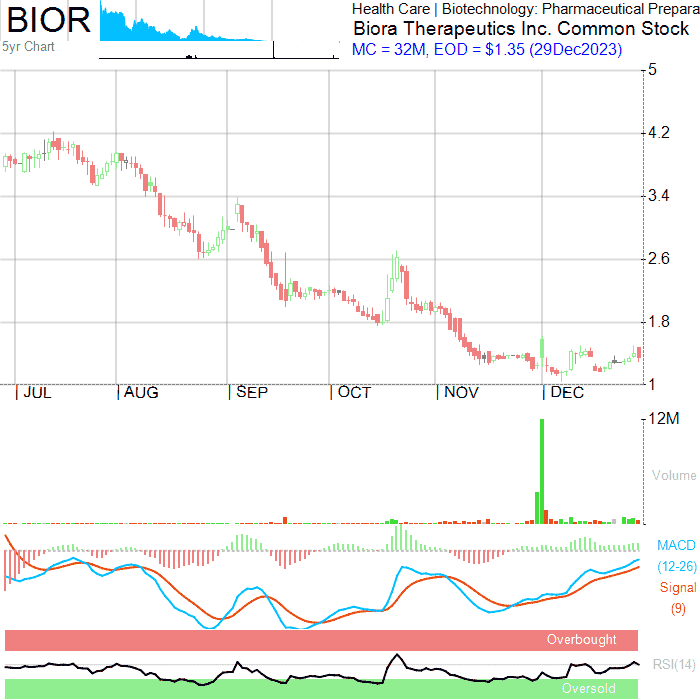 BIOR
Health Care | Biotechnology: Pharmaceutical Prepara
Biora Therapeutics Inc. Common Stock
5yr Chart
MC = 32M, EOD = $1.35 (29Dec2023)
5
4.2
3.4
2.6
1.8
1
| JUL | AUG | SEP | OCT | NOV | DEC
12M
Volume
MACD
(12-26)
Signal
(9)
Overbought
RSI(14)
Oversold